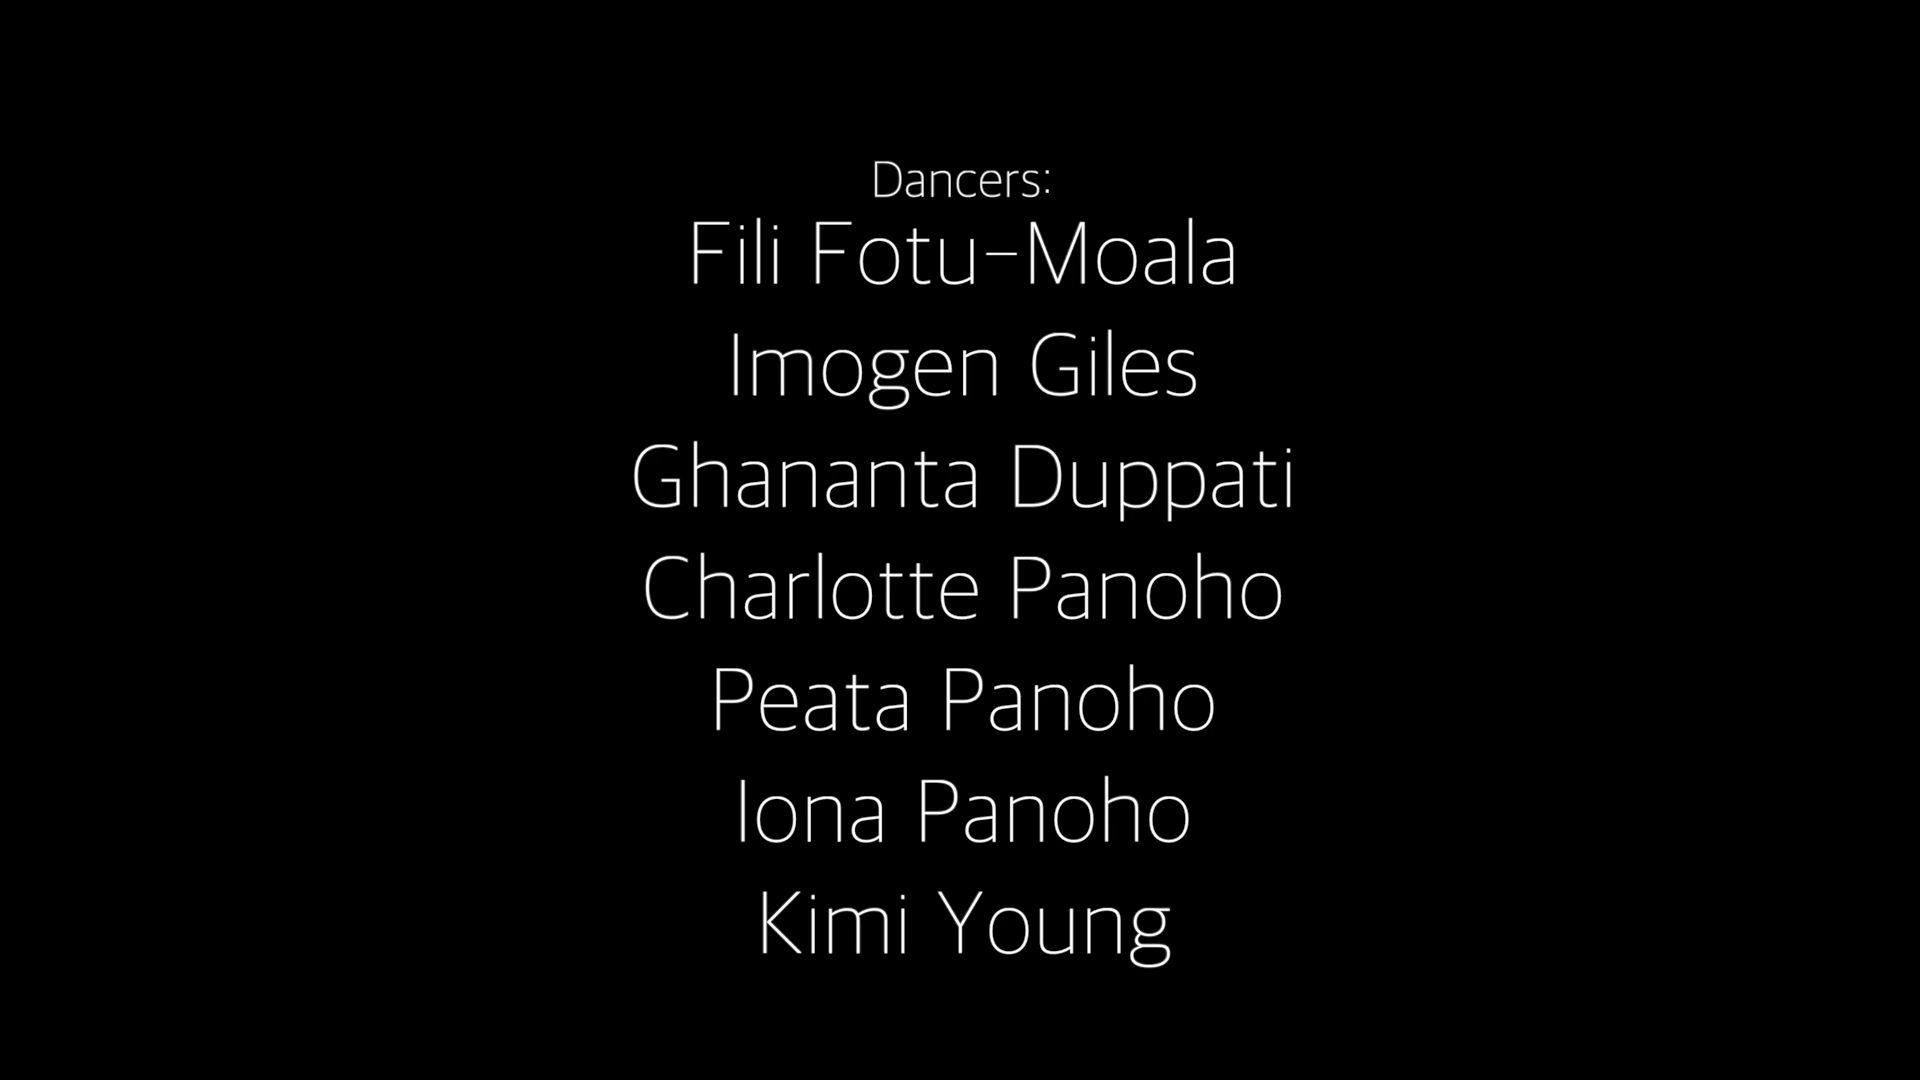 Dancers:
Fili Fotu-Moala
Imogen Giles
Ghananta Duppati
Charlotte Panoho
Peata Panoho
Iona Panoho
Kimi Young